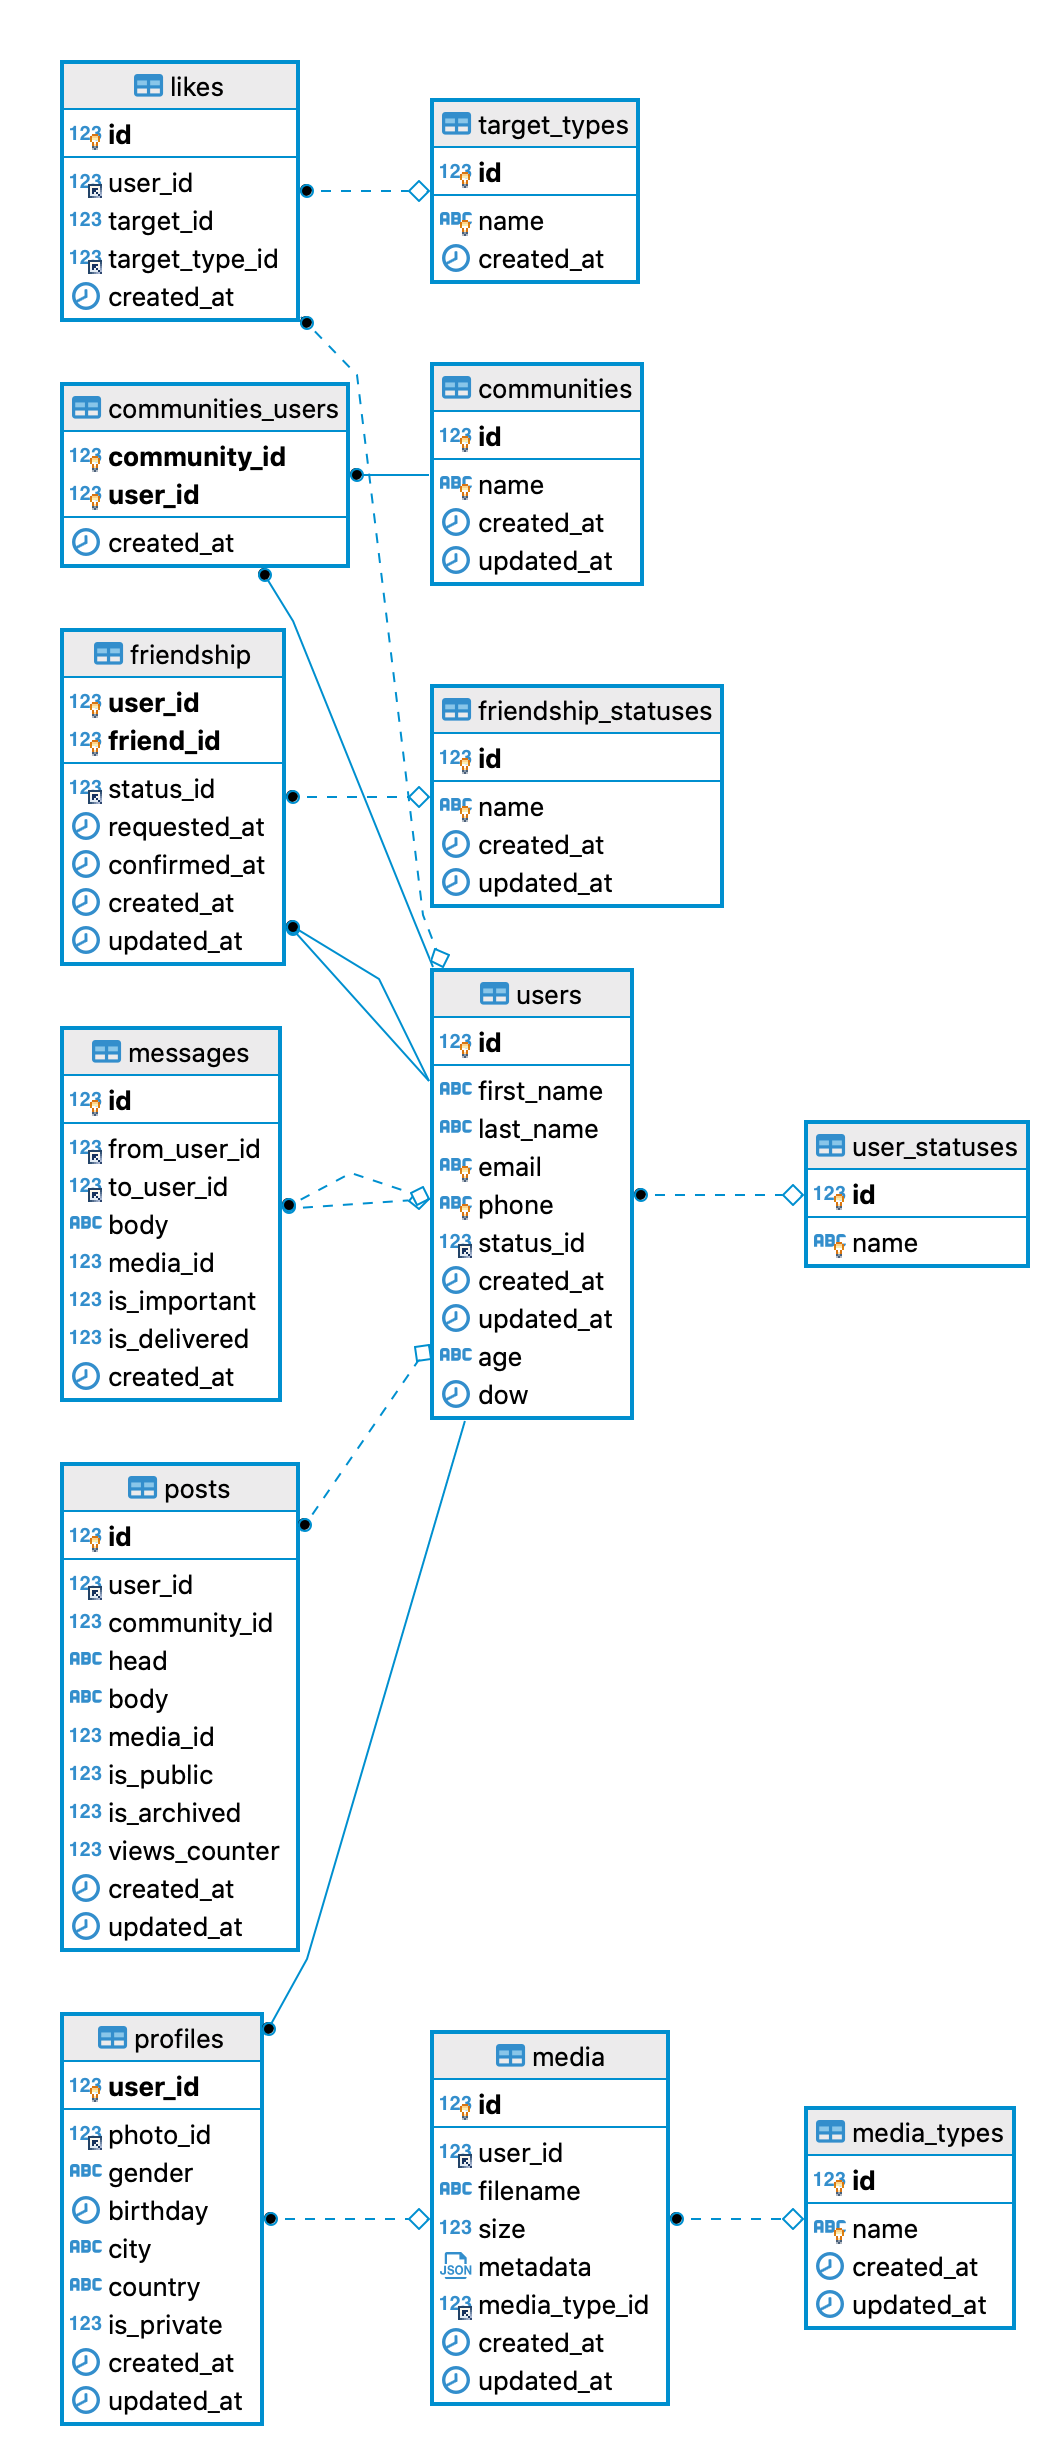 likes
123 id
123 user_id
123 target_id
123 target_type_id
created_at
target_types
123 id
ABC name
created_at
communities_users
123 community_id
123 user_id
created_at
communities
123 id
ABC name
created_at
updated_at
friendship
123 user_id
123 friend_id
123 status_id
requested_at
confirmed_at
created_at
updated_at
friendship_statuses
123 id
ABC name
created_at
updated_at
messages
123 id
123 from_user_id
123 to_user_id
ABC body
123 media_id
123 is_important
123 is_delivered
created_at
users
123 id
ABC first_name
ABC last_name
ABC email
ABC phone
123 status_id
created_at
updated_at
ABC age
dow
user_statuses
123 id
ABC name
posts
123 id
123 user_id
123 community_id
ABC head
ABC body
123 media_id
123 is_public
123 is_archived
123 views_counter
created_at
updated_at
profiles
123 user_id
123 photo_id
ABC gender
birthday
ABC city
ABC country
123 is_private
created_at
updated_at
media
123 id
123 user_id
ABC filename
123 size
JSON metadata
123 media_type_id
created_at
updated_at
media_types
123 id
ABC name
created_at
updated_at